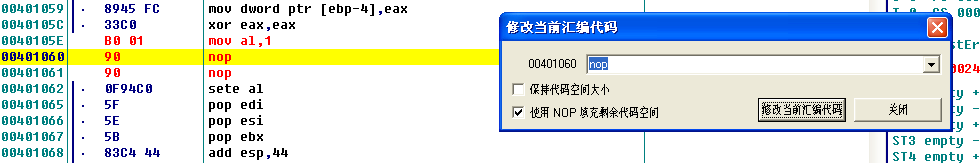 00401059 8945 FC mov dword ptr [ebp-4],eax
0040105C 33C0 xor eax,eax
0040105E B0 01 mov al,1
00401060 90 nop
00401061 90 nop
00401062 0F94C0 sete al
00401065 5F pop edi
00401066 5E pop esi
00401067 5B pop ebx
00401068 83C4 44 add esp,44
修改当前汇编代码
00401060 nop
保持代码空间大小
使用 NOP 填充剩余代码空间
修改当前汇编代码 关闭
T 0 GS 000
stEr
0024
empty +
empty -
empty +
ST3 empty -
ST4 empty +